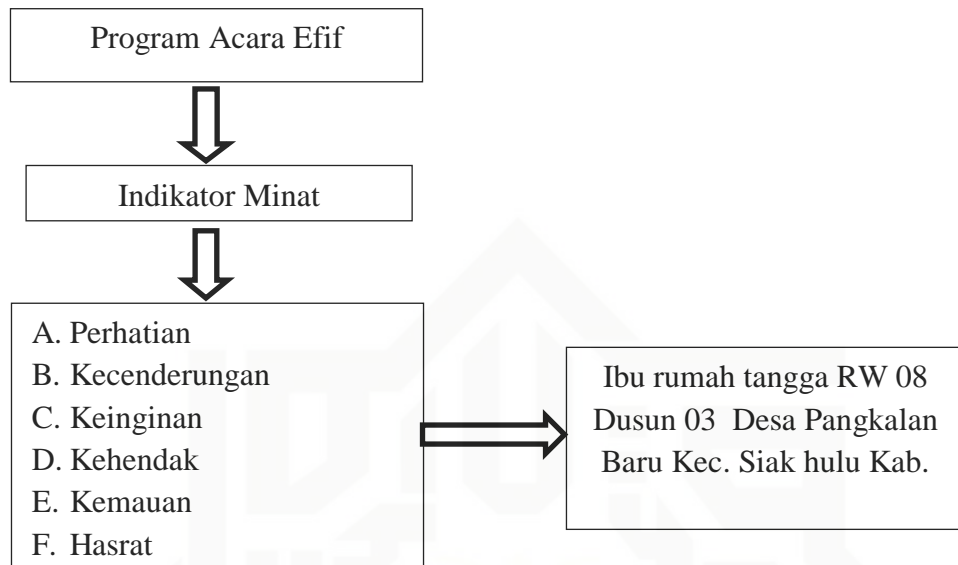 Program Acara Efif
Indikator Minat
A. Perhatian
B. Kecenderungan
C. Keinginan
D. Kehendak
E. Kemauan
F. Hasrat
Ibu rumah tangga RW 08
Dusun 03 Desa Pangkalan
Baru Kec. Siak hulu Kab.